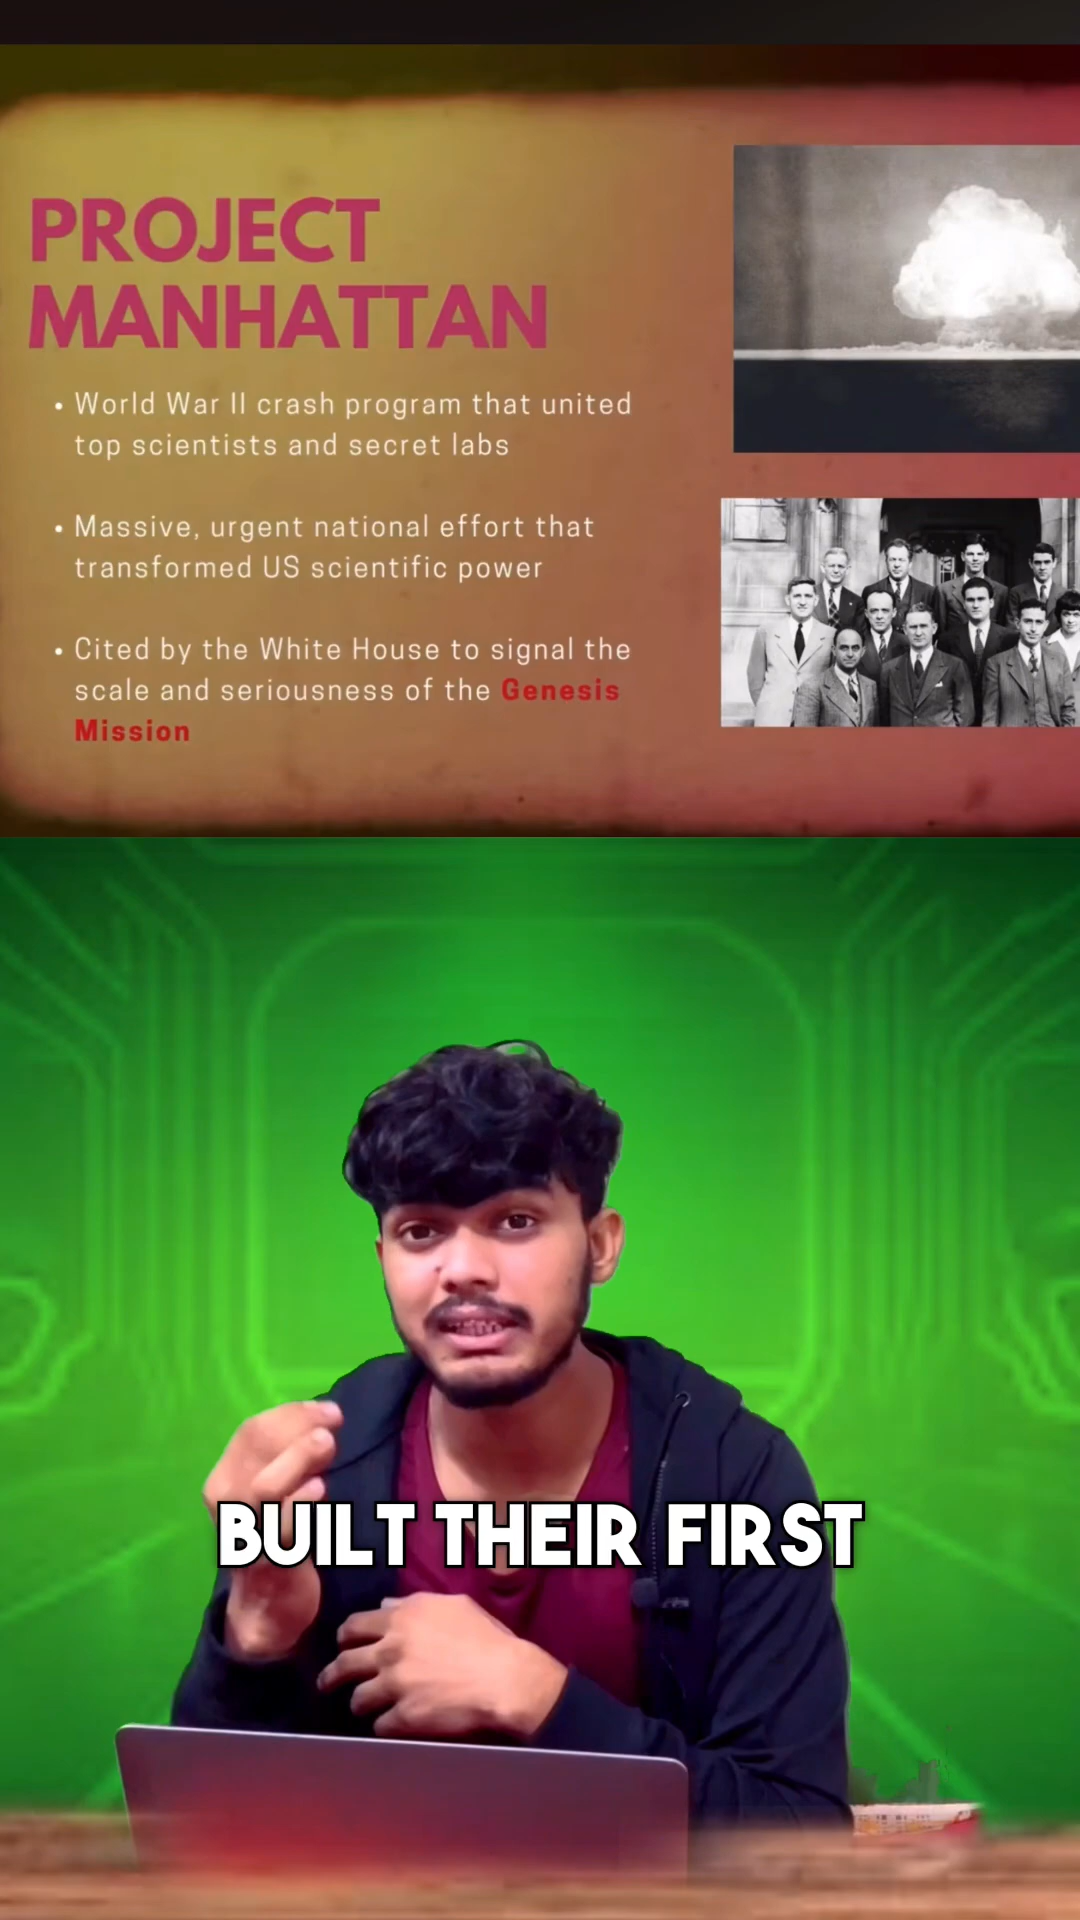 PROJECT
MANHATTAN
• World War II crash program that united
top scientists and secret labs
• Massive, urgent national effort that
transformed US scientific power
• Cited by the White House to signal the
scale and seriousness of the Genesis
Mission
BUILT THEIR FIRST